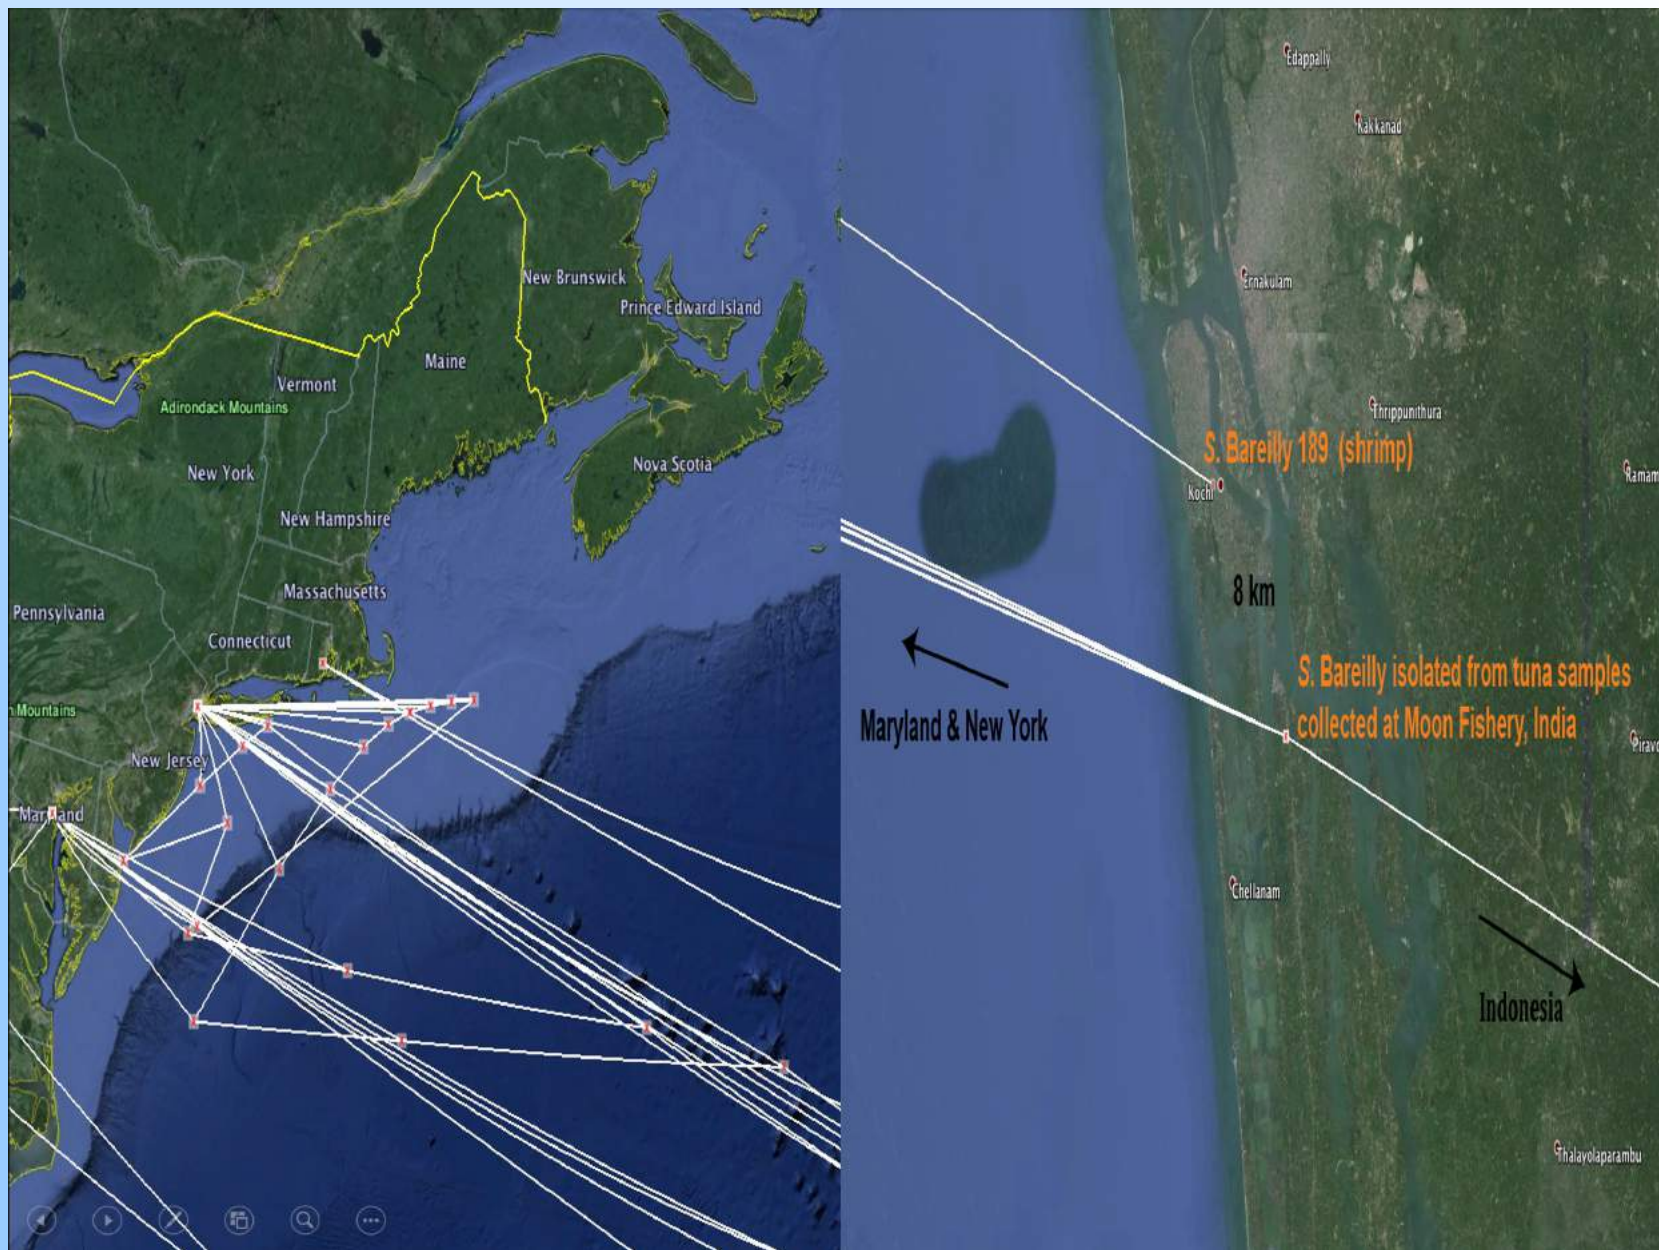 New Brunswick
Prince Edward Island
Maine
Vermont
Adirondack Mountains
New York
Nova Scotia
New Hampshire
Massachusetts
Pennsylvania
Connecticut
n Mountains
New Jersey
Maryland
Edappally
Kakkanad
Ernakulam
Thrippunithura
S. Bareilly 189 (shrimp)
Ramam
Kochi
8 km
Maryland & New York
S. Bareilly isolated from tuna samples
collected at Moon Fishery, India
Piravo
Chellanam
Indonesia
Thalayolaparambu